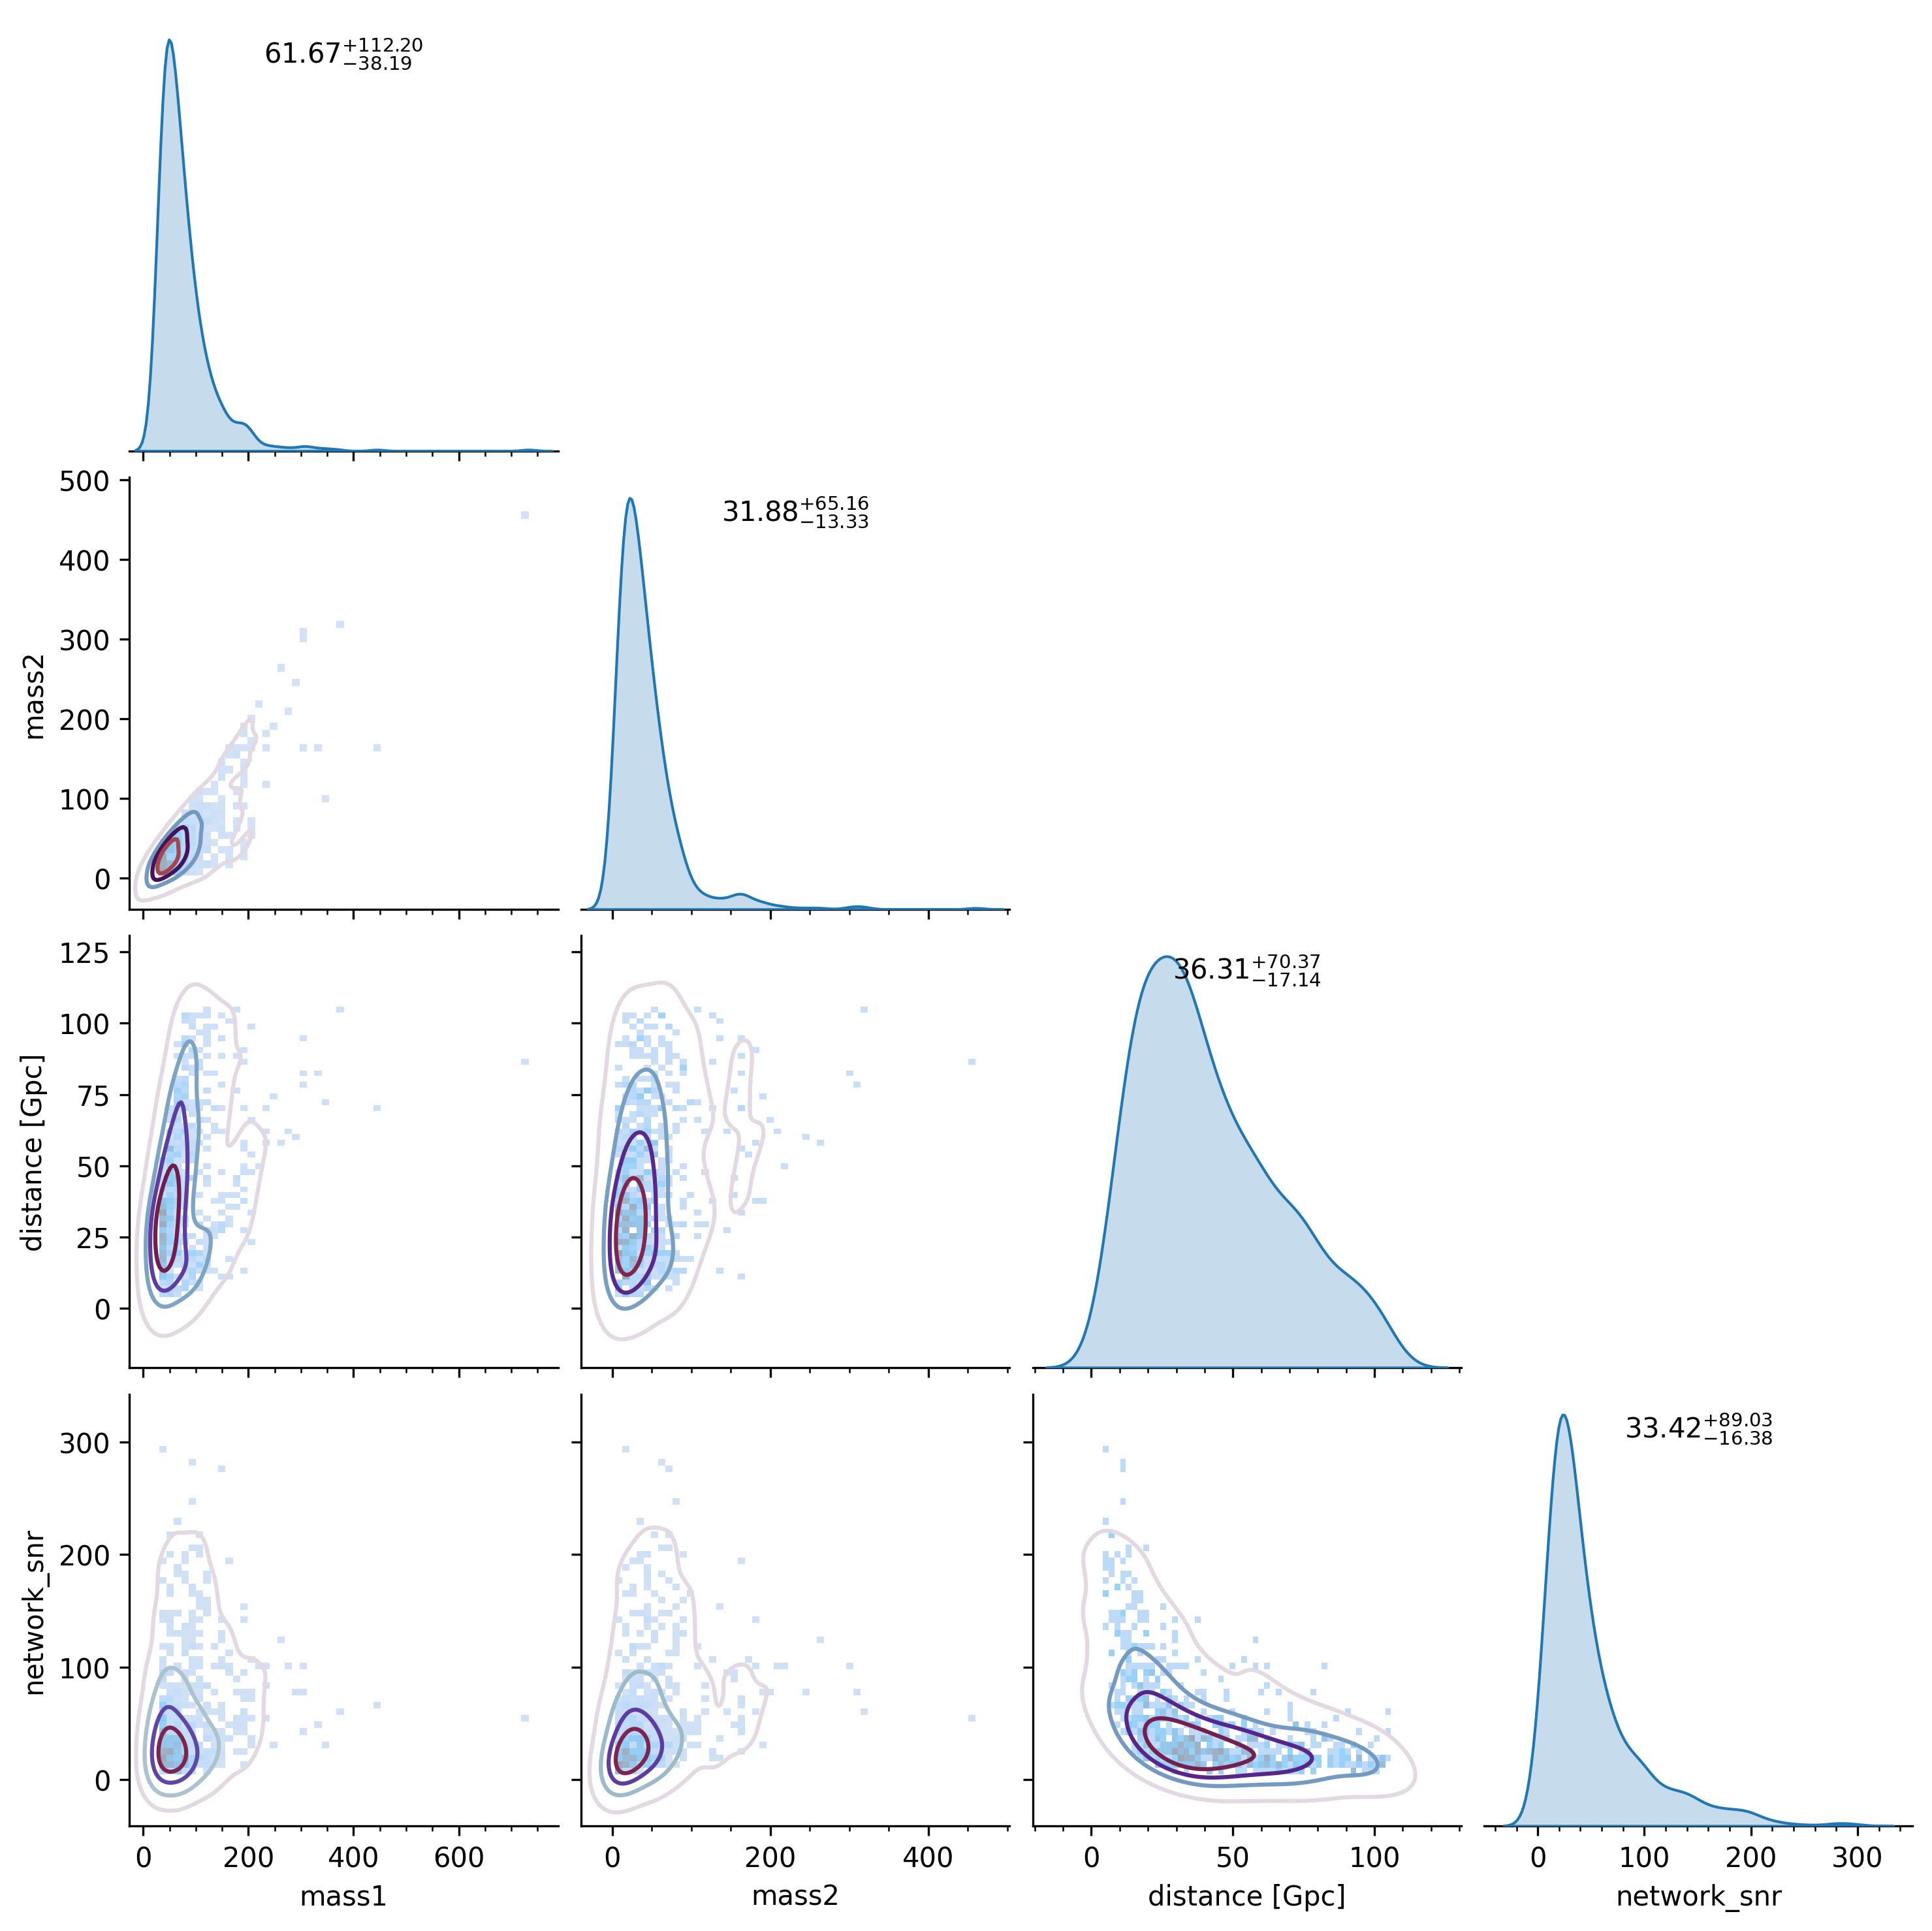 61.67 +112.20 −38.19
500
400
300
200
100
0
mass2
31.88 +65.16 −13.33
125
100
75
50
25
0
distance [Gpc]
36.31 +70.37 −17.14
300
200
100
0
network_snr
33.42 +89.03 −16.38
0 200 400 600
0 200 400
0 50 100
0 100 200 300
mass1
mass2
distance [Gpc]
network_snr